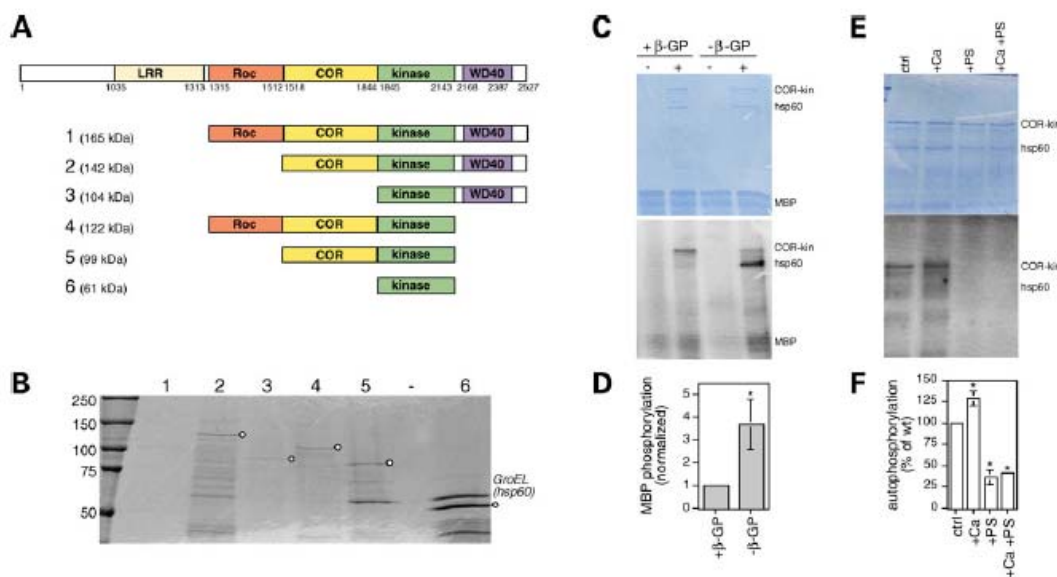 A
LRR Roc COR kinase WD40
1 1035 1313 1315 1512 1518 1844 1845 2143 2168 2387 2527
1 (165 kDa) Roc COR kinase WD40
2 (142 kDa) COR kinase WD40
3 (104 kDa) kinase WD40
4 (122 kDa) Roc COR kinase
5 (99 kDa) COR kinase
6 (61 kDa) kinase
B
1 2 3 4 5 - 6
250
150
100
75
50
GroEL
(hsp60)
C
+ β-GP -β-GP
- + - +
COR-kin
hsp60
MBP
COR-kin
hsp60
MBP
D
MBP phosphorylation
(normalized)
5
4
3
2
1
0
*
+β-GP
-β-GP
E
ctrl
+Ca
+PS
+Ca +PS
COR-kin
hsp60
COR-kin
hsp60
F
autophosphorylation
(% of wt)
150
125
100
75
50
25
0
* * *
ctrl
+Ca
+PS
+Ca +PS